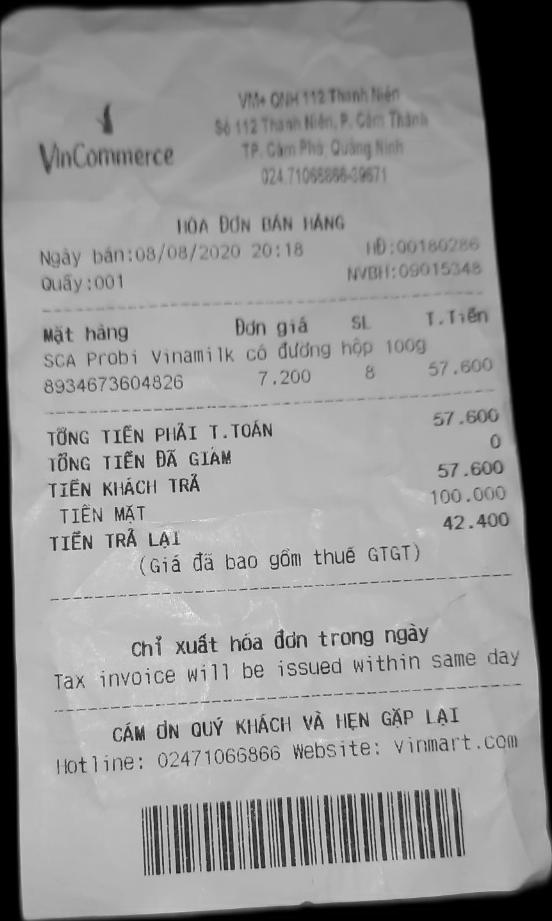 VinCommerce
VM+ QNH 112 Thanh Niên
Số 112 Thanh Niên, P. Cẩm Thành
TP. Cẩm Phả, Quảng Ninh
024.71066866-39671
HÓA ĐƠN BÁN HÀNG
Ngày bán:08/08/2020 20:18 HĐ:00180286
Quầy:001 NVBH:09015348
Mặt hàng Đơn giá SL T.Tiền
SCA Probi Vinamilk có đường hộp 100g
8934673604826 7.200 8 57.600
TỔNG TIỀN PHẢI T.TOÁN 57.600
TỔNG TIỀN ĐÃ GIẢM 0
TIỀN KHÁCH TRẢ 57.600
TIỀN MẶT 100.000
TIỀN TRẢ LẠI 42.400
(Giá đã bao gồm thuế GTGT)
Chỉ xuất hóa đơn trong ngày
Tax invoice will be issued within same day
CẢM ƠN QUÝ KHÁCH VÀ HẸN GẶP LẠI
Hotline: 02471066866 Website: vinmart.com